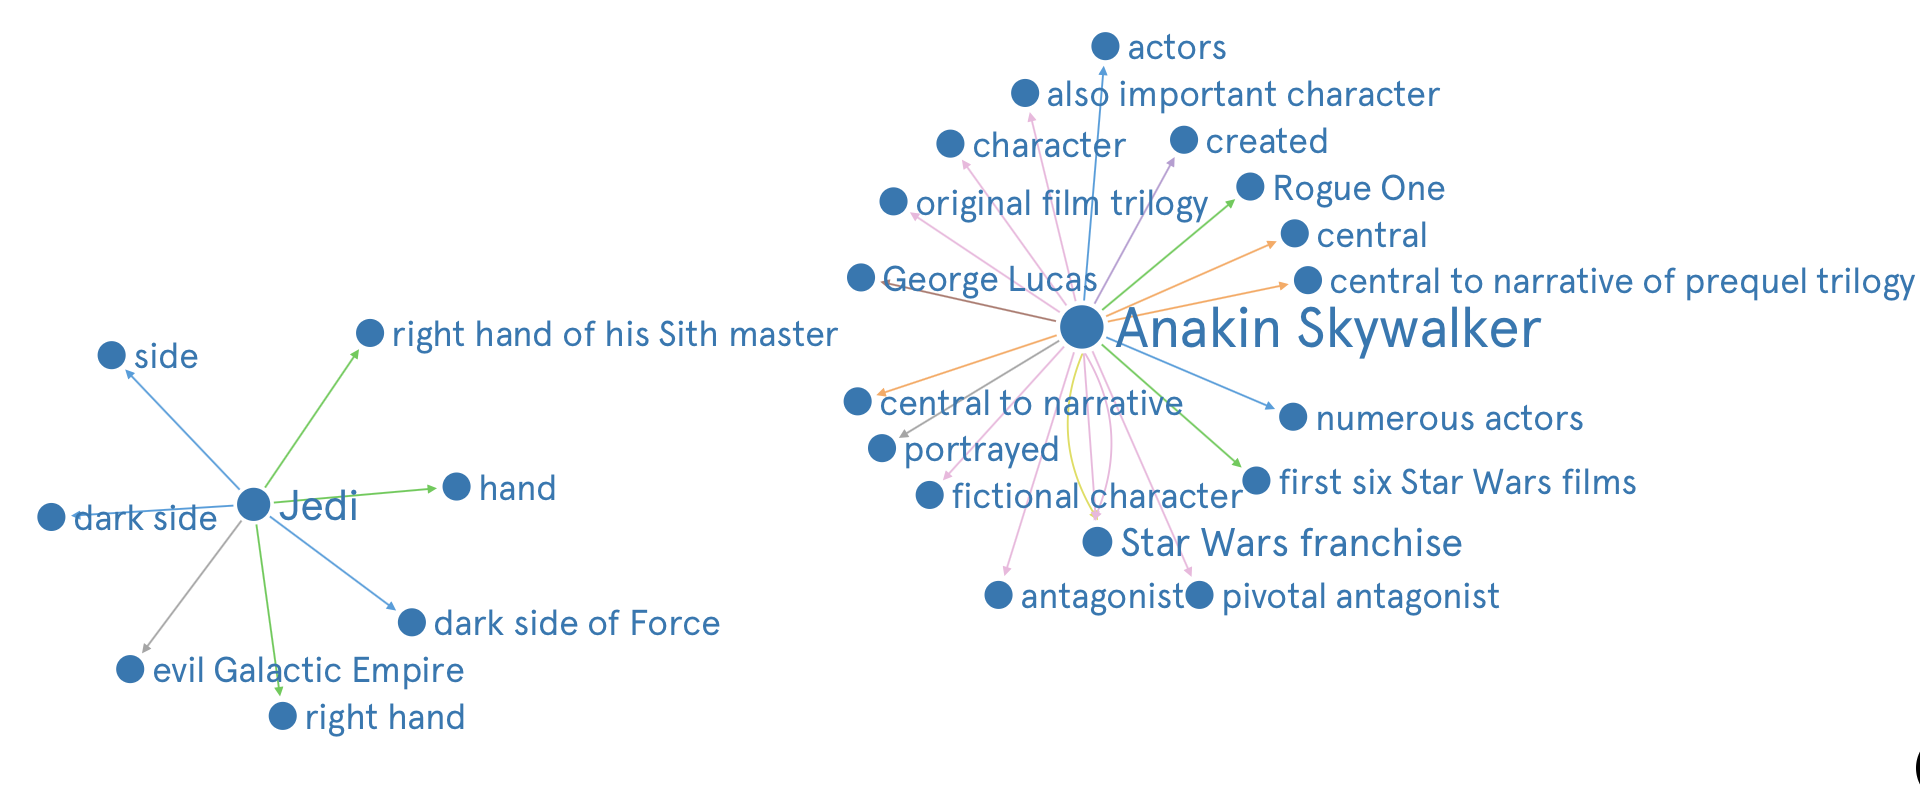 actors
also important character
created
character
Rogue One
original film trilogy
central
George Lucas
central to narrative of prequel trilogy
Anakin Skywalker
right hand of his Sith master
side
central to narrative
numerous actors
portrayed
first six Star Wars films
hand
fictional character
Jedi
dark side
Star Wars franchise
antagonist
pivotal antagonist
dark side of Force
evil Galactic Empire
right hand